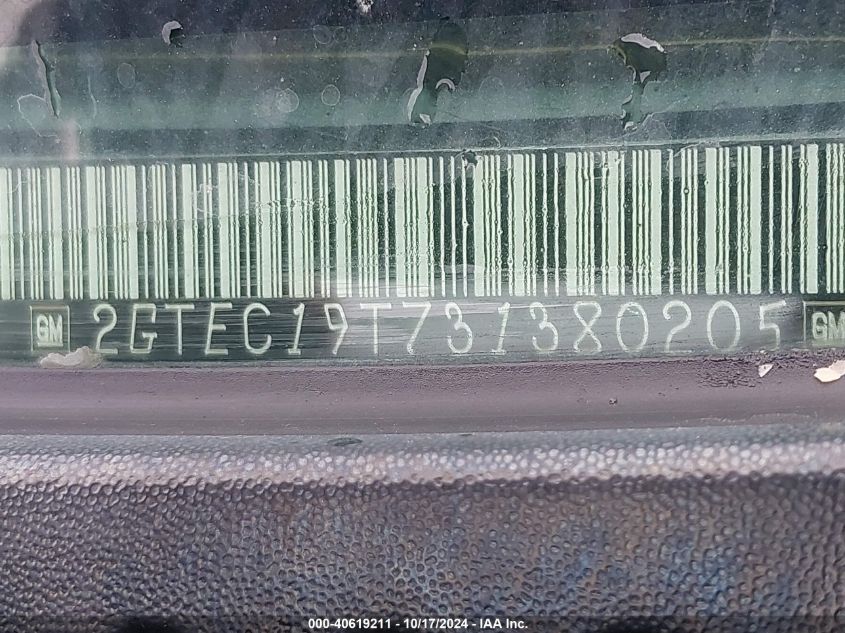 GM 2GTEC19T731380205 GM
000-40619211 - 10/17/2024 - IAA Inc.